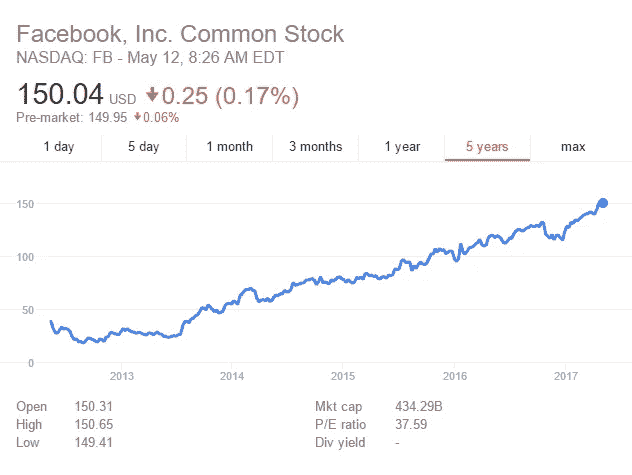 Facebook, Inc. Common Stock
NASDAQ: FB - May 12, 8:26 AM EDT
150.04 USD 0.25 (0.17%)
Pre-market: 149.95 0.06%
1 day 5 day 1 month 3 months 1 year 5 years max
150
100
50
0
2013 2014 2015 2016 2017
Open 150.31 Mkt cap 434.29B
High 150.65 P/E ratio 37.59
Low 149.41 Div yield -